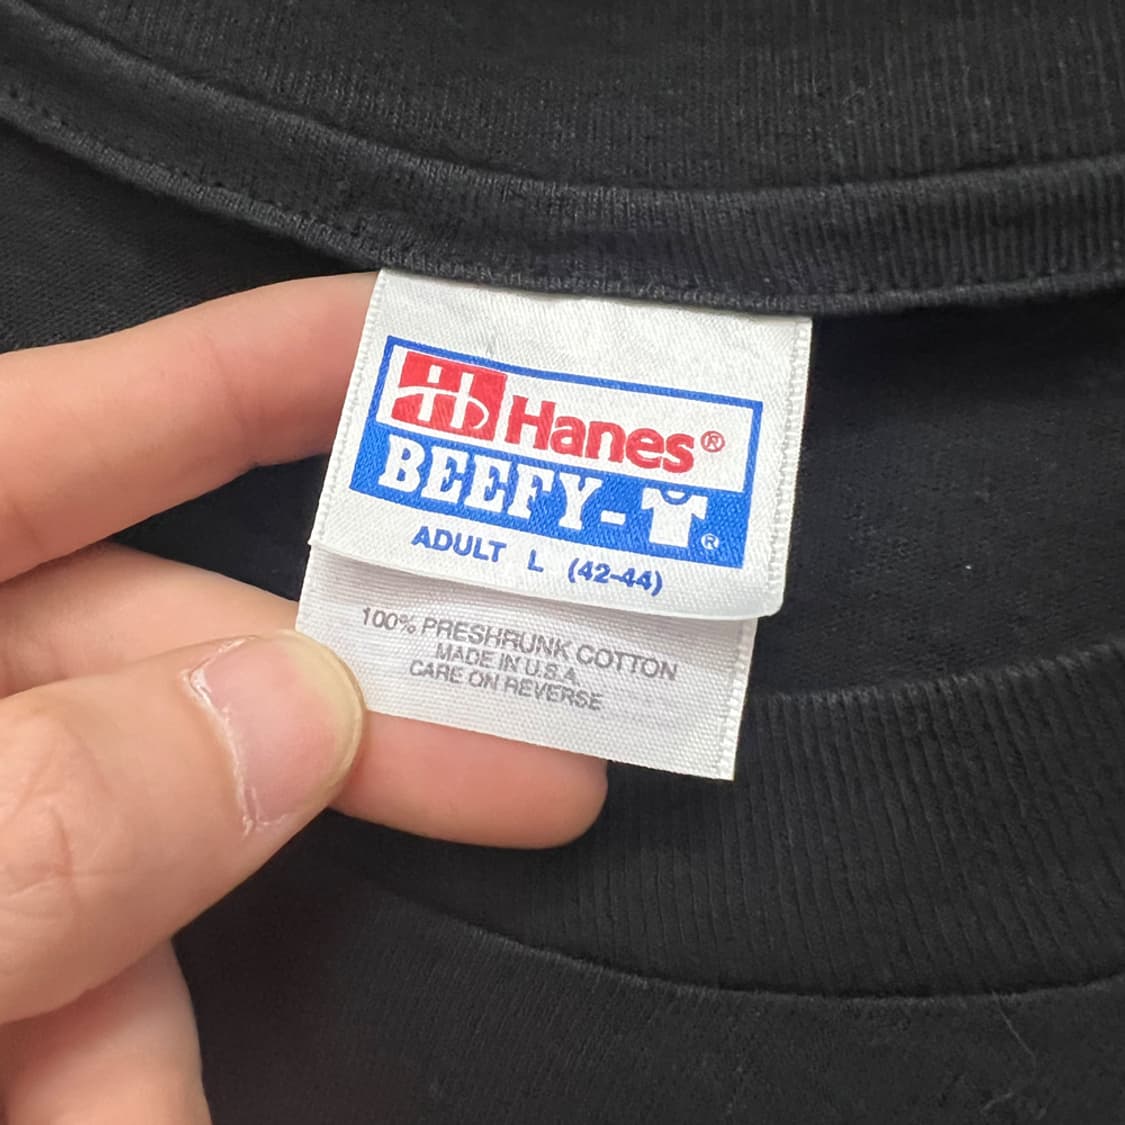 Hanes®
BEEFY-T®
ADULT L (42-44)
100% PRESHRUNK COTTON
MADE IN U.S.A.
CARE ON REVERSE